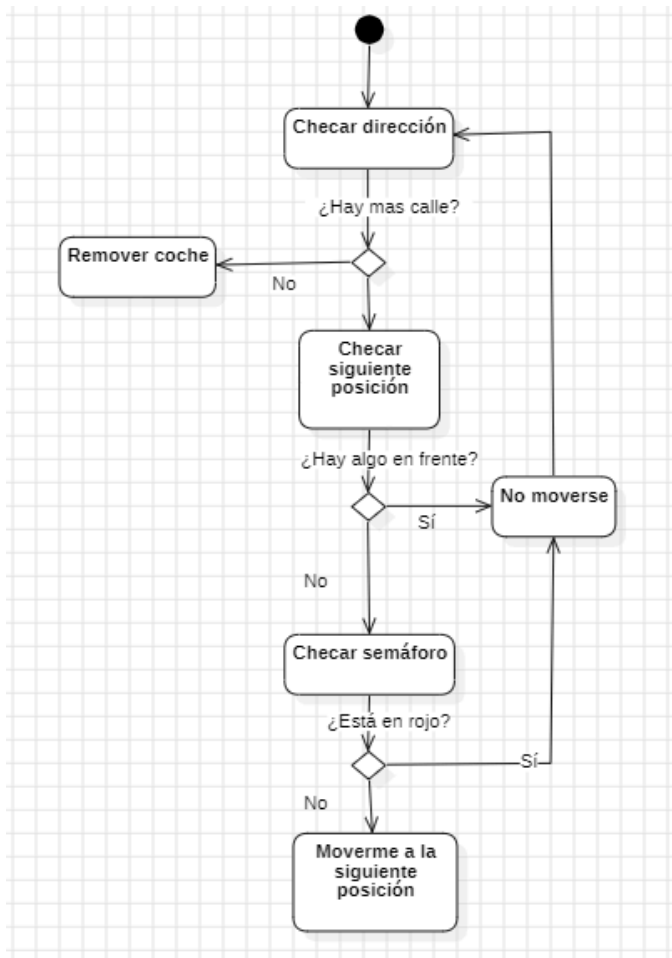 Checar dirección
¿Hay mas calle?
Remover coche
No
Checar
siguiente
posición
¿Hay algo en frente?
No moverse
Sí
No
Checar semáforo
¿Está en rojo?
Sí
No
Moverme a la
siguiente
posición